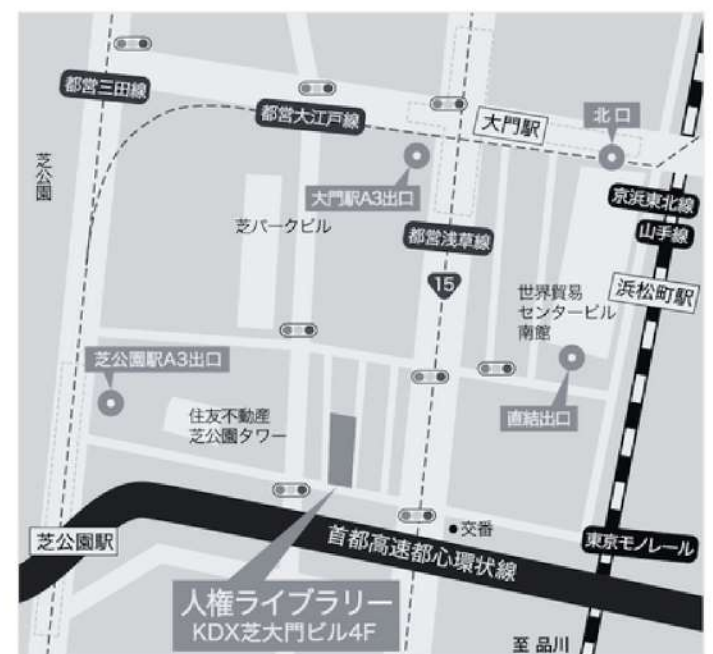 都営三田線
都営大江戸線
大門駅
北口
芝公園
大門駅A3出口
京浜東北線
山手線
芝パークビル
都営浅草線
15
世界貿易
センタービル
南館
浜松町駅
芝公園駅A3出口
住友不動産
芝公園タワー
直結出口
芝公園駅
首都高速都心環状線
交番
東京モノレール
人権ライブラリー
KDX芝大門ビル4F
至 品川